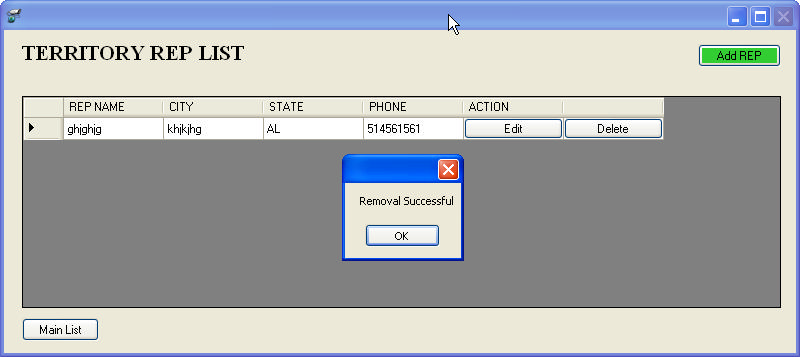 TERRITORY REP LIST
Add REP
REP NAME CITY STATE PHONE ACTION
ghjghjg khjkjhg AL 514561561 Edit Delete
Removal Successful
OK
Main List